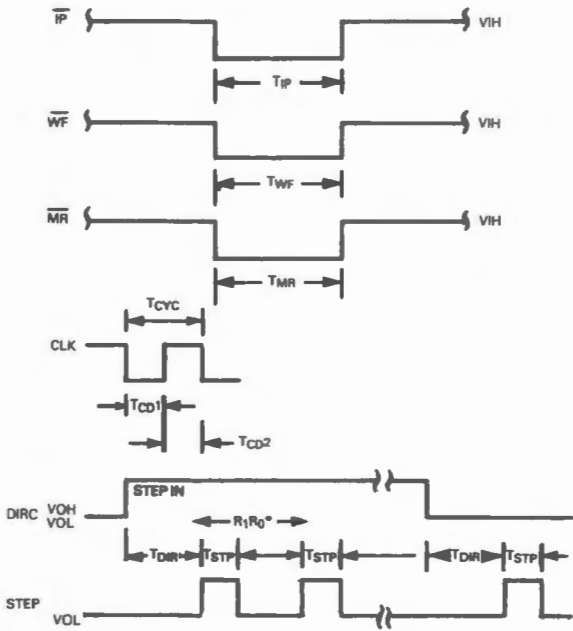 IP VIH
TIP
WF VIH
TWF
MR VIH
TMR
TCYC
CLK
TCD1
TCD2
STEP IN
DIRC VOH
VOL
R1R0*
TDIR TSTP TSTP TDIR TSTP
STEP
VOL